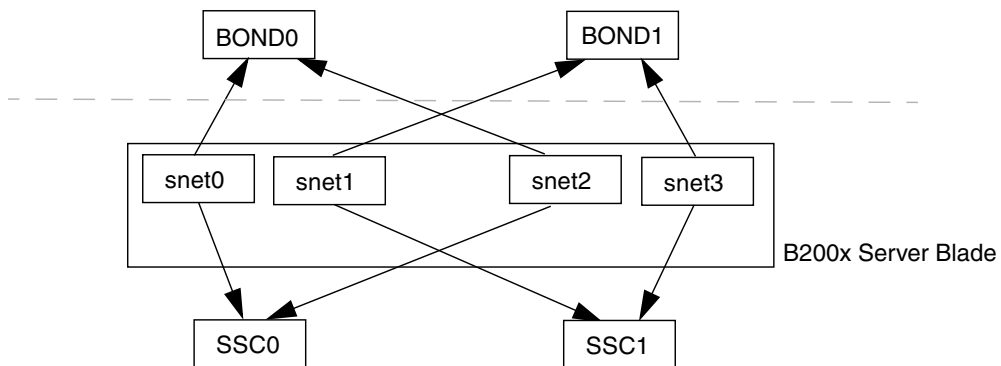 BOND0
BOND1
snet0
snet1
snet2
snet3
B200x Server Blade
SSC0
SSC1